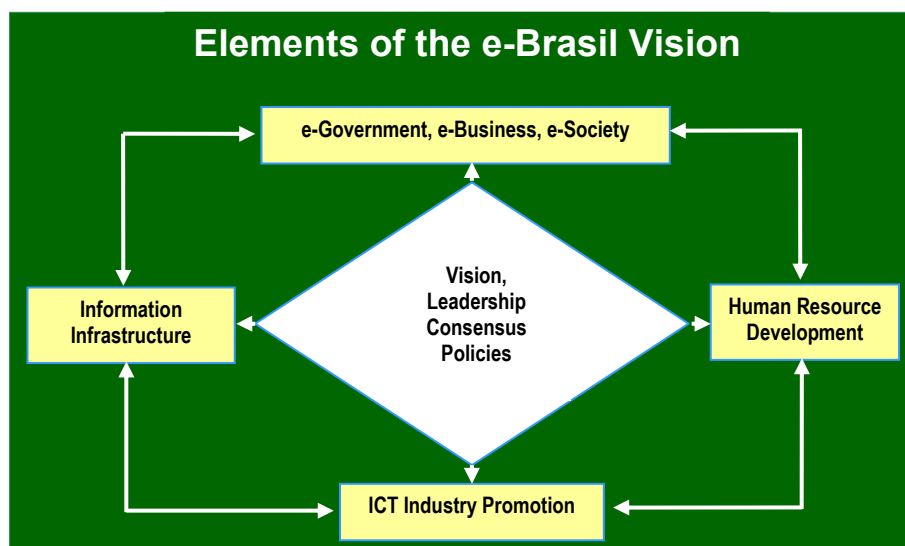 Elements of the e-Brasil Vision
e-Government, e-Business, e-Society
Vision,
Leadership
Consensus
Policies
Information
Infrastructure
Human Resource
Development
ICT Industry Promotion